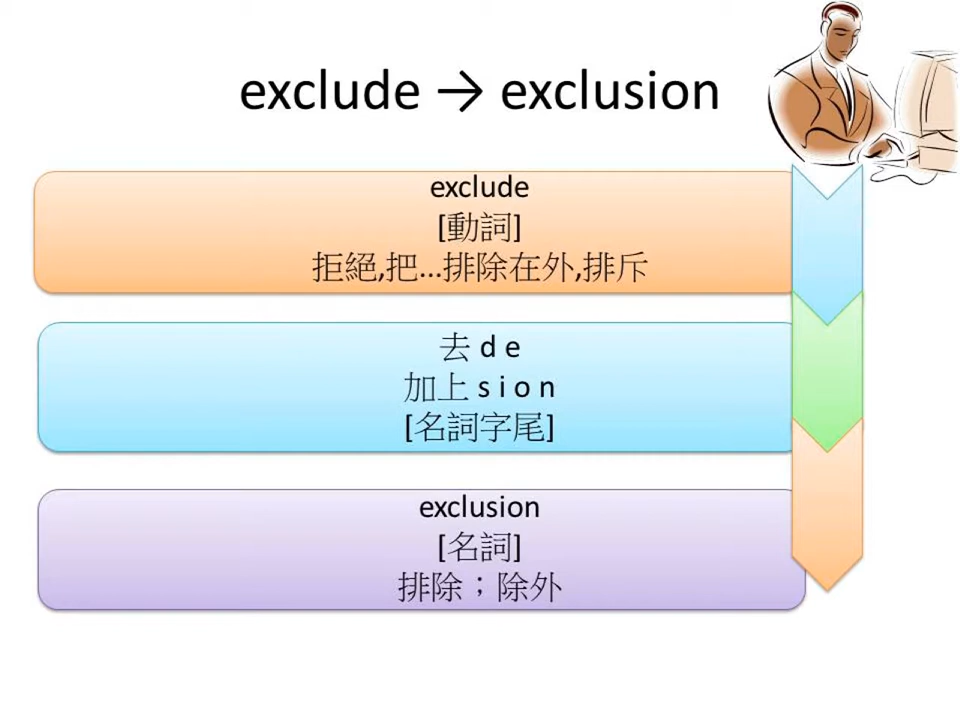 exclude → exclusion
exclude
[動詞]
拒絕,把…排除在外,排斥
去 d e
加上 s i o n
[名詞字尾]
exclusion
[名詞]
排除；除外